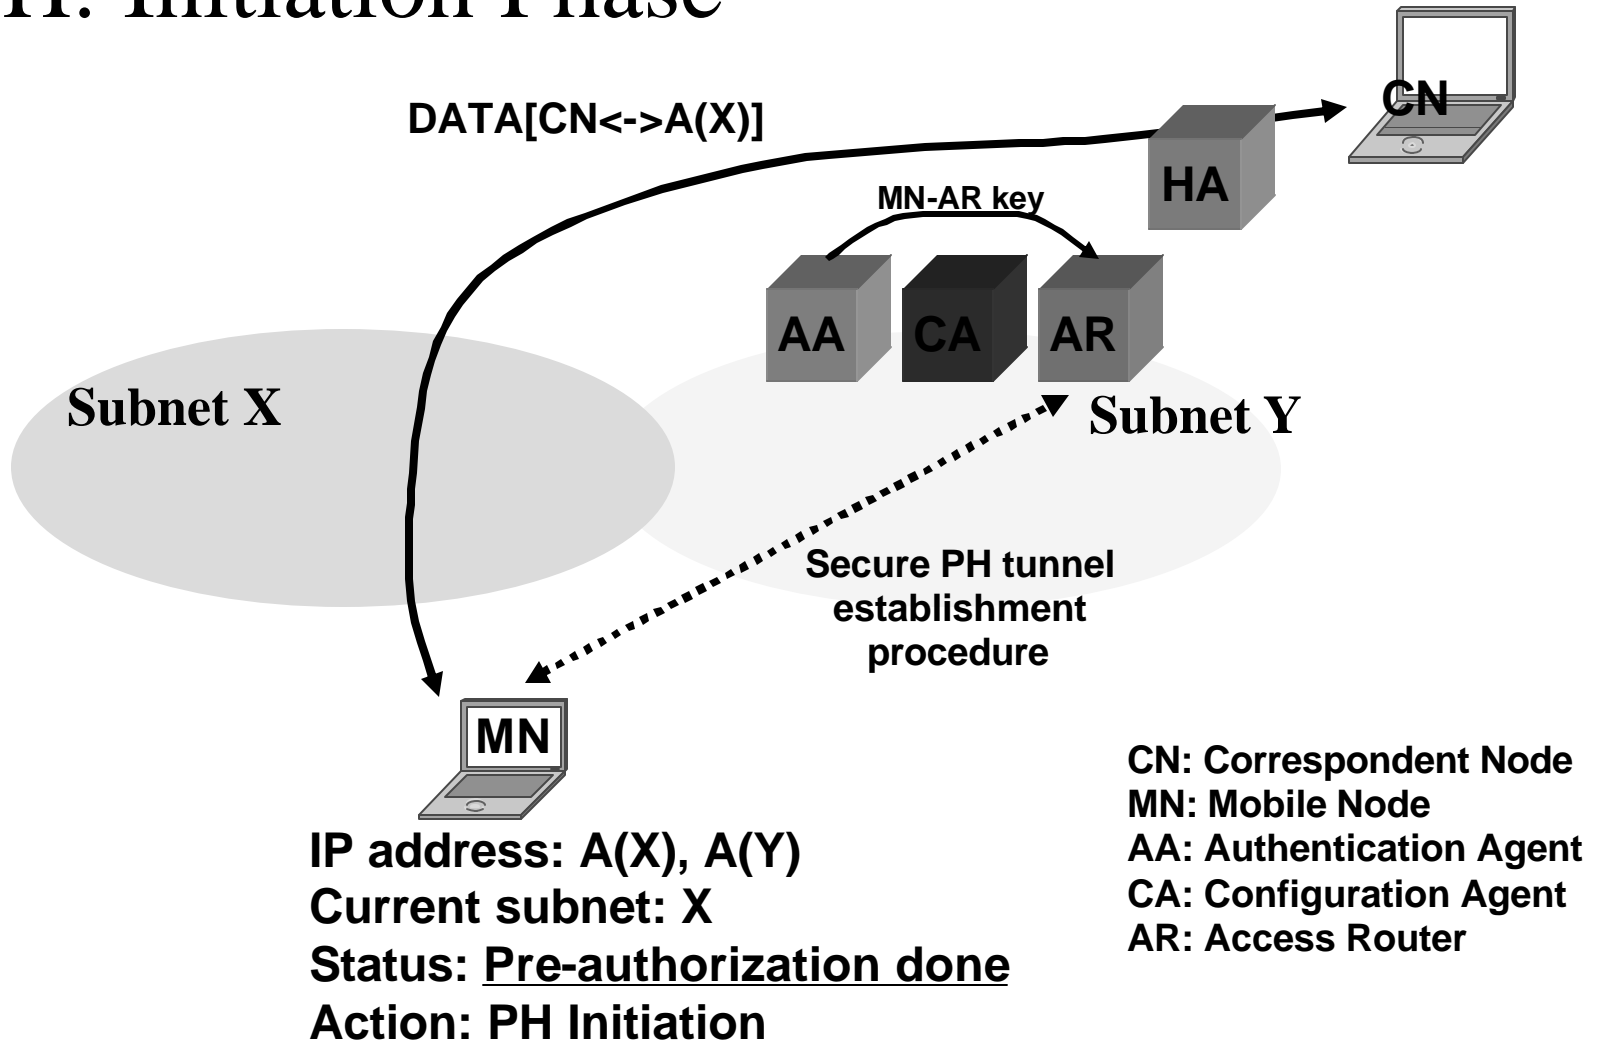 H: Initiation Phase
DATA[CN<->A(X)]
CN
HA
MN-AR key
AA
CA
AR
Subnet X
Subnet Y
Secure PH tunnel
establishment
procedure
MN
IP address: A(X), A(Y)
Current subnet: X
Status: Pre-authorization done
Action: PH Initiation
CN: Correspondent Node
MN: Mobile Node
AA: Authentication Agent
CA: Configuration Agent
AR: Access Router